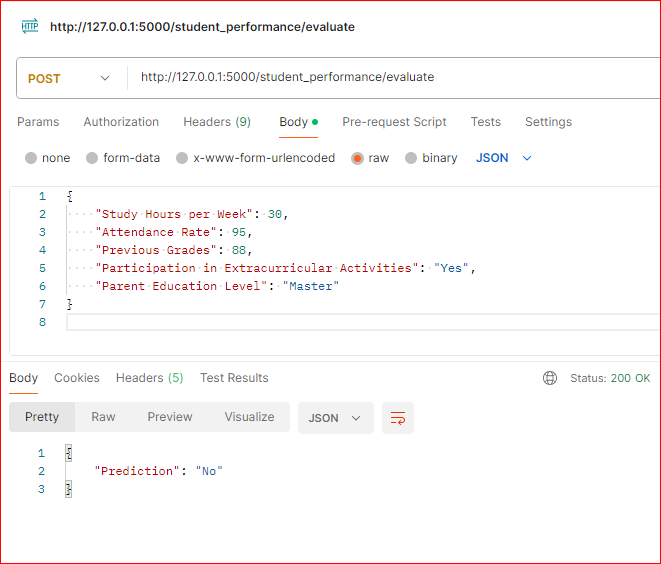 HTTP http://127.0.0.1:5000/student_performance/evaluate
POST http://127.0.0.1:5000/student_performance/evaluate
Params Authorization Headers (9) Body Pre-request Script Tests Settings
none form-data x-www-form-urlencoded raw binary JSON
1 {
2 "Study Hours per Week": 30,
3 "Attendance Rate": 95,
4 "Previous Grades": 88,
5 "Participation in Extracurricular Activities": "Yes",
6 "Parent Education Level": "Master"
7 }
8
Body Cookies Headers (5) Test Results Status: 200 OK
Pretty Raw Preview Visualize JSON
1 {
2 "Prediction": "No"
3 }